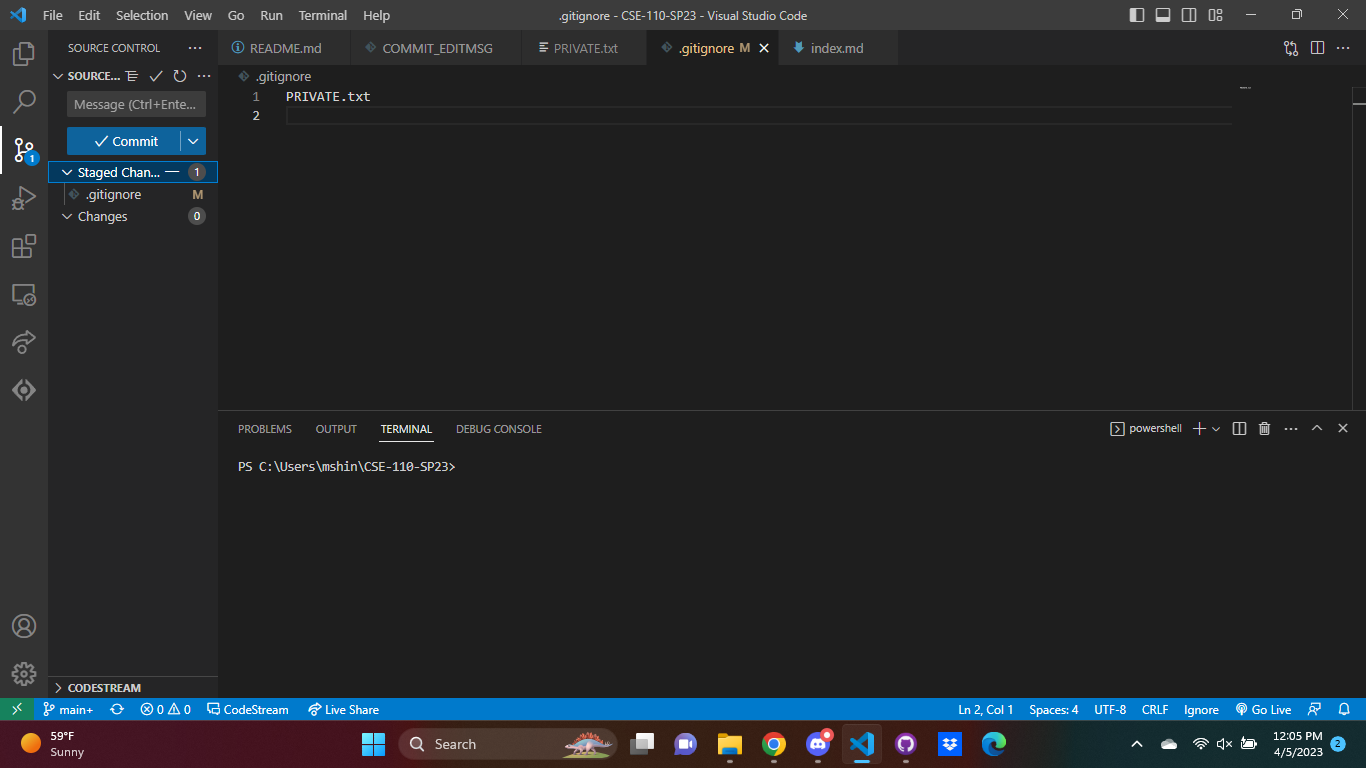 File Edit Selection View Go Run Terminal Help
.gitignore - CSE-110-SP23 - Visual Studio Code
SOURCE CONTROL
README.md
COMMIT_EDITMSG
PRIVATE.txt
.gitignore M
index.md
SOURCE...
Message (Ctrl+Ente...
Commit
1
Staged Chan... 1
.gitignore M
Changes 0
.gitignore
1 PRIVATE.txt
2
PROBLEMS OUTPUT TERMINAL DEBUG CONSOLE
powershell
PS C:\Users\mshin\CSE-110-SP23>
CODESTREAM
main+ 0 0 CodeStream Live Share
Ln 2, Col 1 Spaces: 4 UTF-8 CRLF Ignore Go Live
59°F
Sunny
Search
12:05 PM
4/5/2023
2